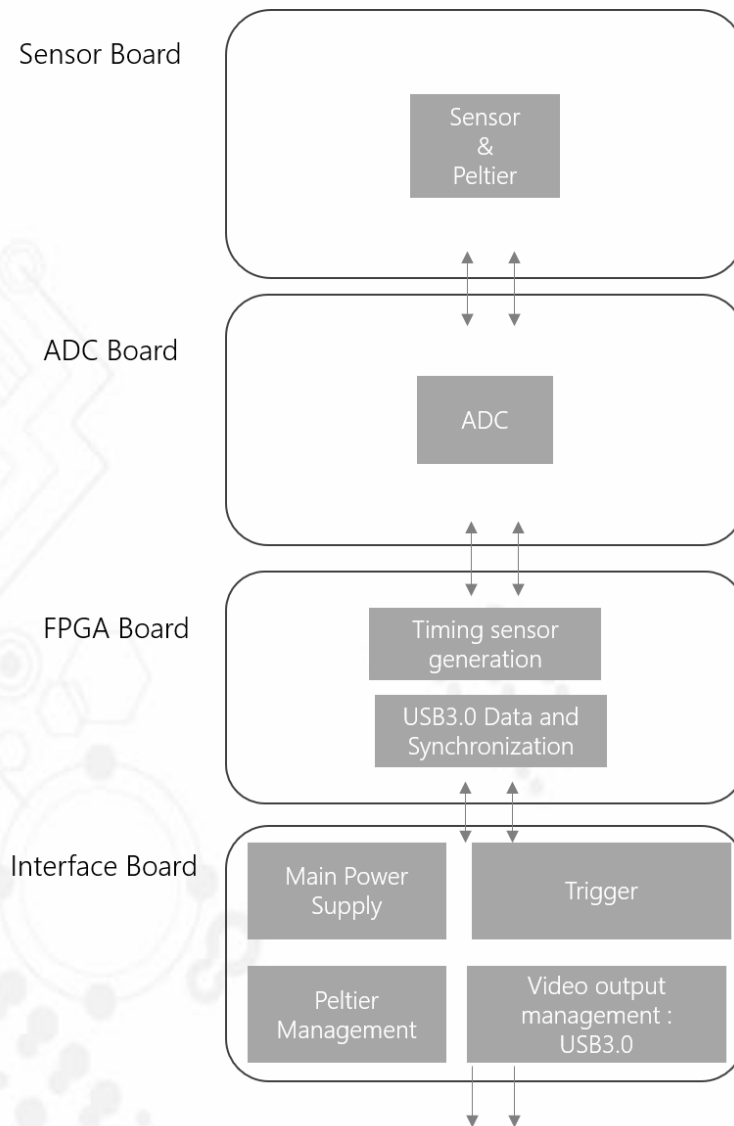 Sensor Board
Sensor
&
Peltier
ADC Board
ADC
FPGA Board
Timing sensor
generation
USB3.0 Data and
Synchronization
Interface Board
Main Power
Supply
Trigger
Peltier
Management
Video output
management :
USB3.0